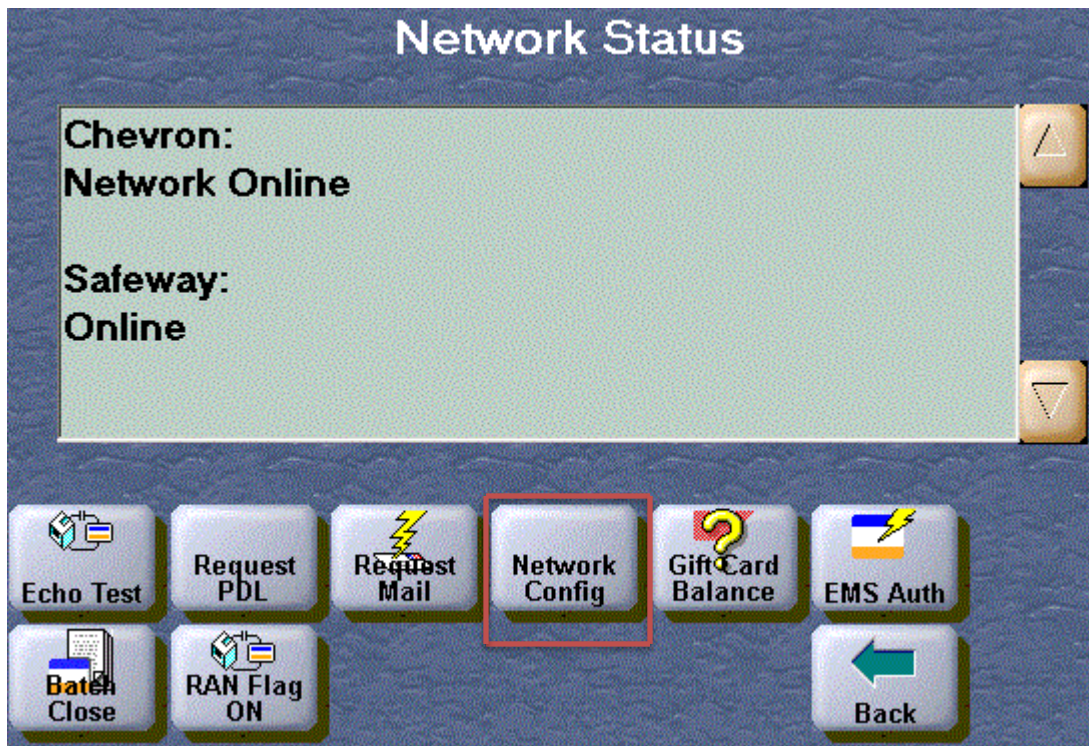 Network Status
Chevron:
Network Online
Safeway:
Online
Echo Test
Request
PDL
Request
Mail
Network
Config
Gift Card
Balance
EMS Auth
Batch
Close
RAN Flag
ON
Back